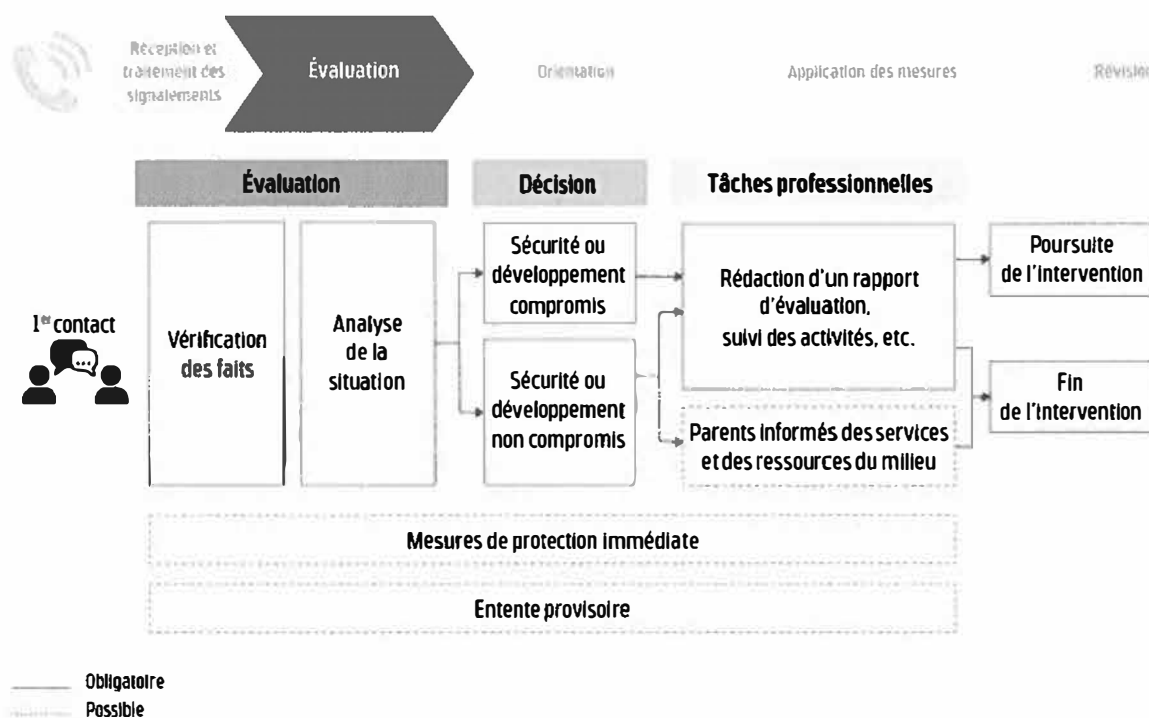 Réception et
traitement des
signalements
Évaluation
Orientation
Application des mesures
Révision
Évaluation
Décision
Tâches professionnelles
1er contact
Vérification
des faits
Analyse
de la
situation
Sécurité ou
développement
compromis
Sécurité ou
développement
non compromis
Rédaction d'un rapport
d'évaluation,
suivi des activités, etc.
Parents informés des services
et des ressources du milieu
Poursuite
de l'intervention
Fin
de l'intervention
Mesures de protection immédiate
Entente provisoire
Obligatoire
Possible